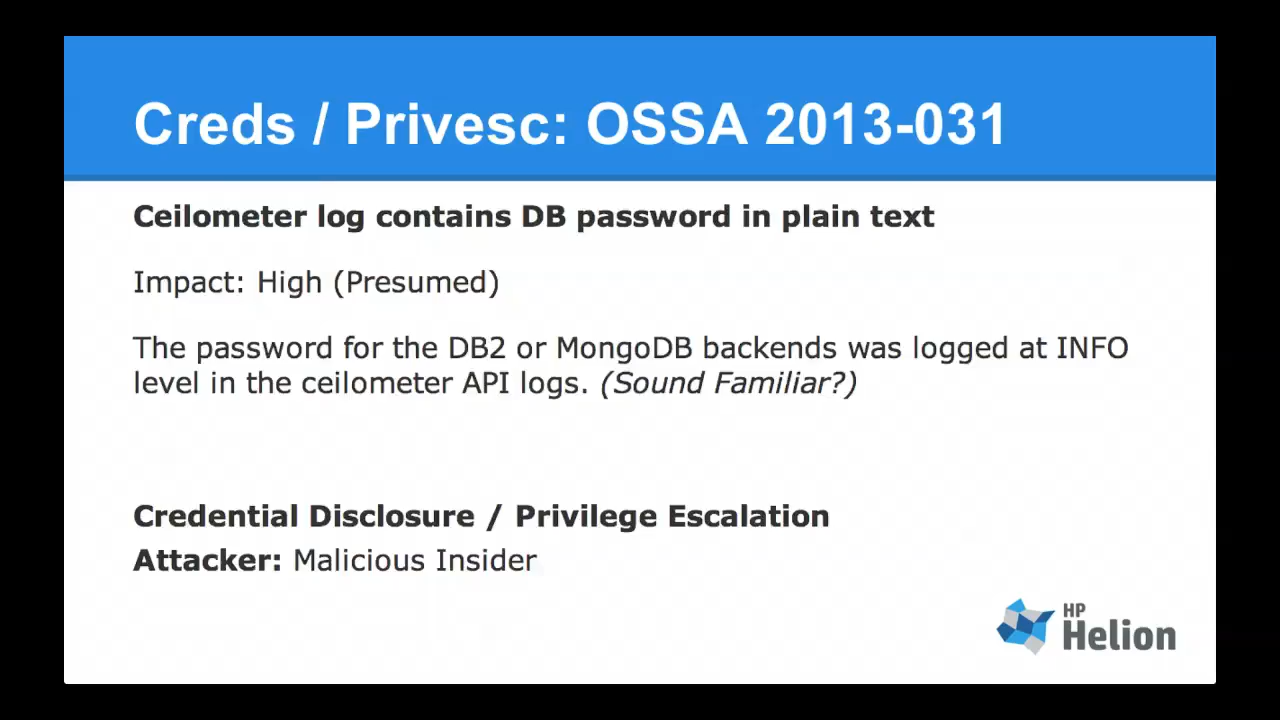 Creds / Privesc: OSSA 2013-031
Ceilometer log contains DB password in plain text
Impact: High (Presumed)
The password for the DB2 or MongoDB backends was logged at INFO
level in the ceilometer API logs. (Sound Familiar?)
Credential Disclosure / Privilege Escalation
Attacker: Malicious Insider
HP
Helion